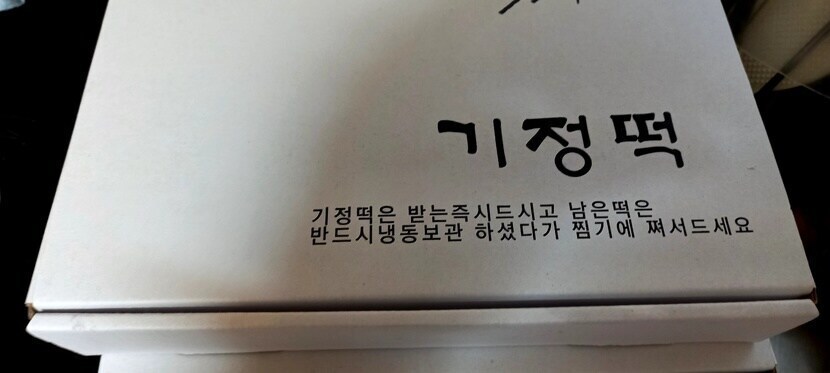 기정떡
기정떡은 받는즉시드시고 남은떡은
반드시냉동보관 하셨다가 찜기에 쪄서드세요